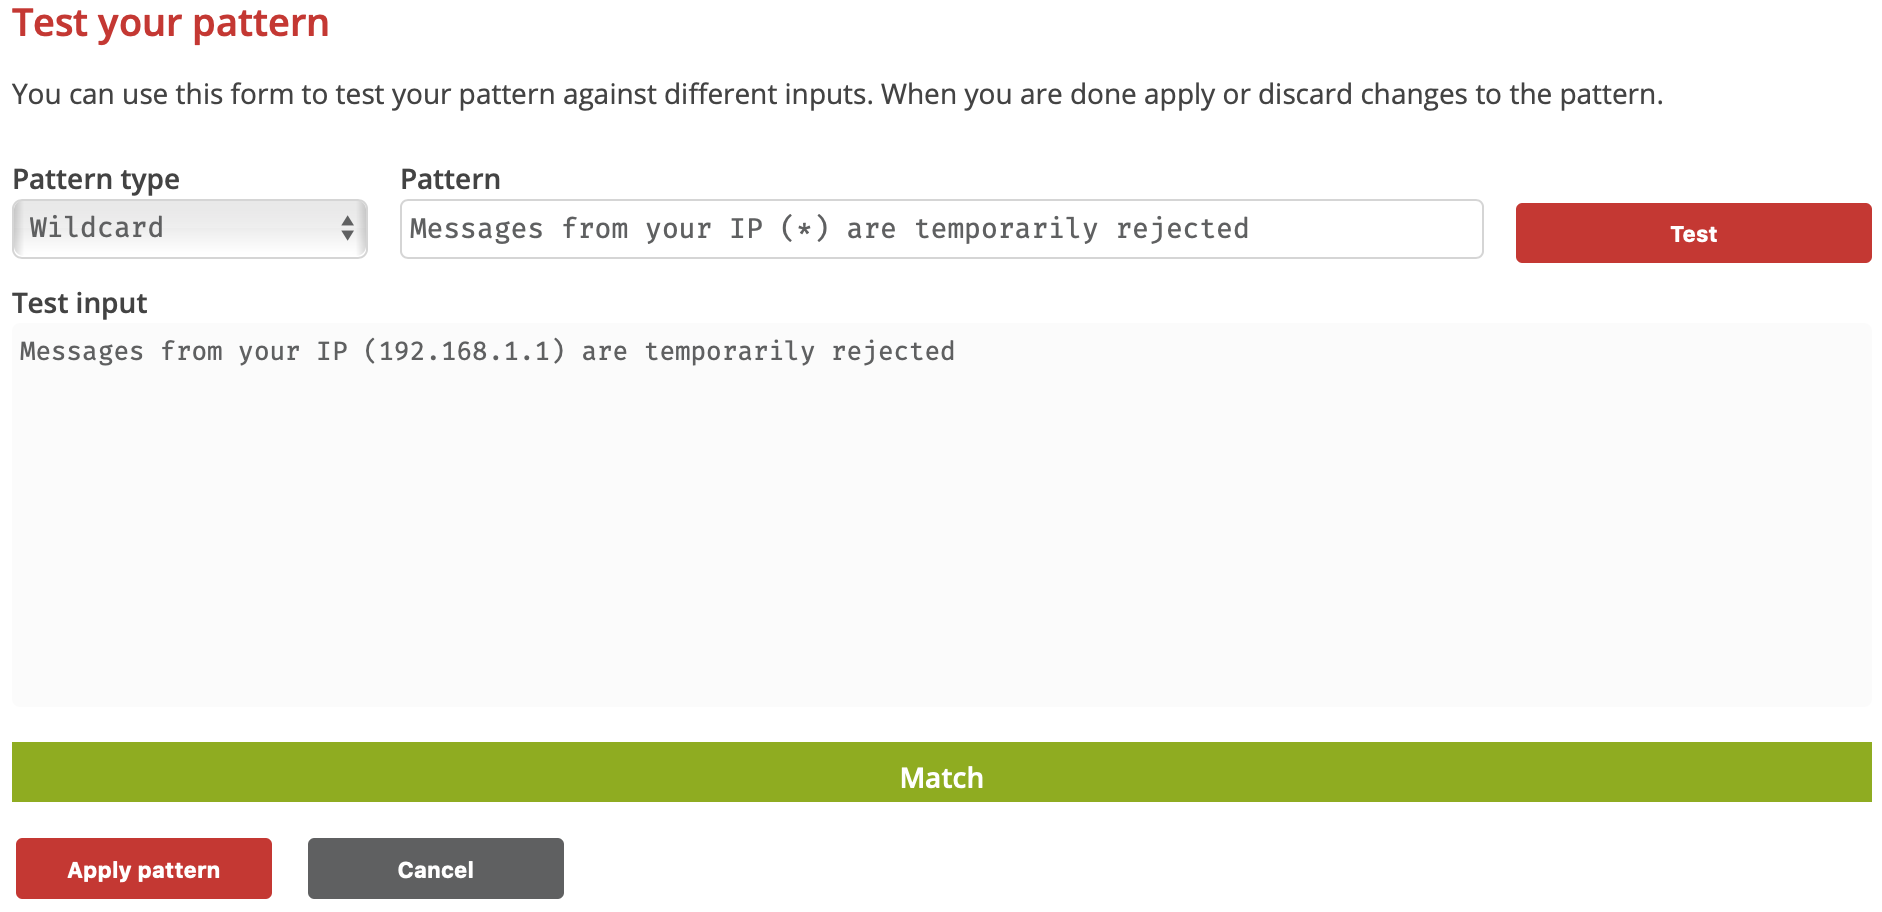 Test your pattern
You can use this form to test your pattern against different inputs. When you are done apply or discard changes to the pattern.
Pattern type
Pattern
Wildcard
Messages from your IP (*) are temporarily rejected
Test
Test input
Messages from your IP (192.168.1.1) are temporarily rejected
Match
Apply pattern
Cancel